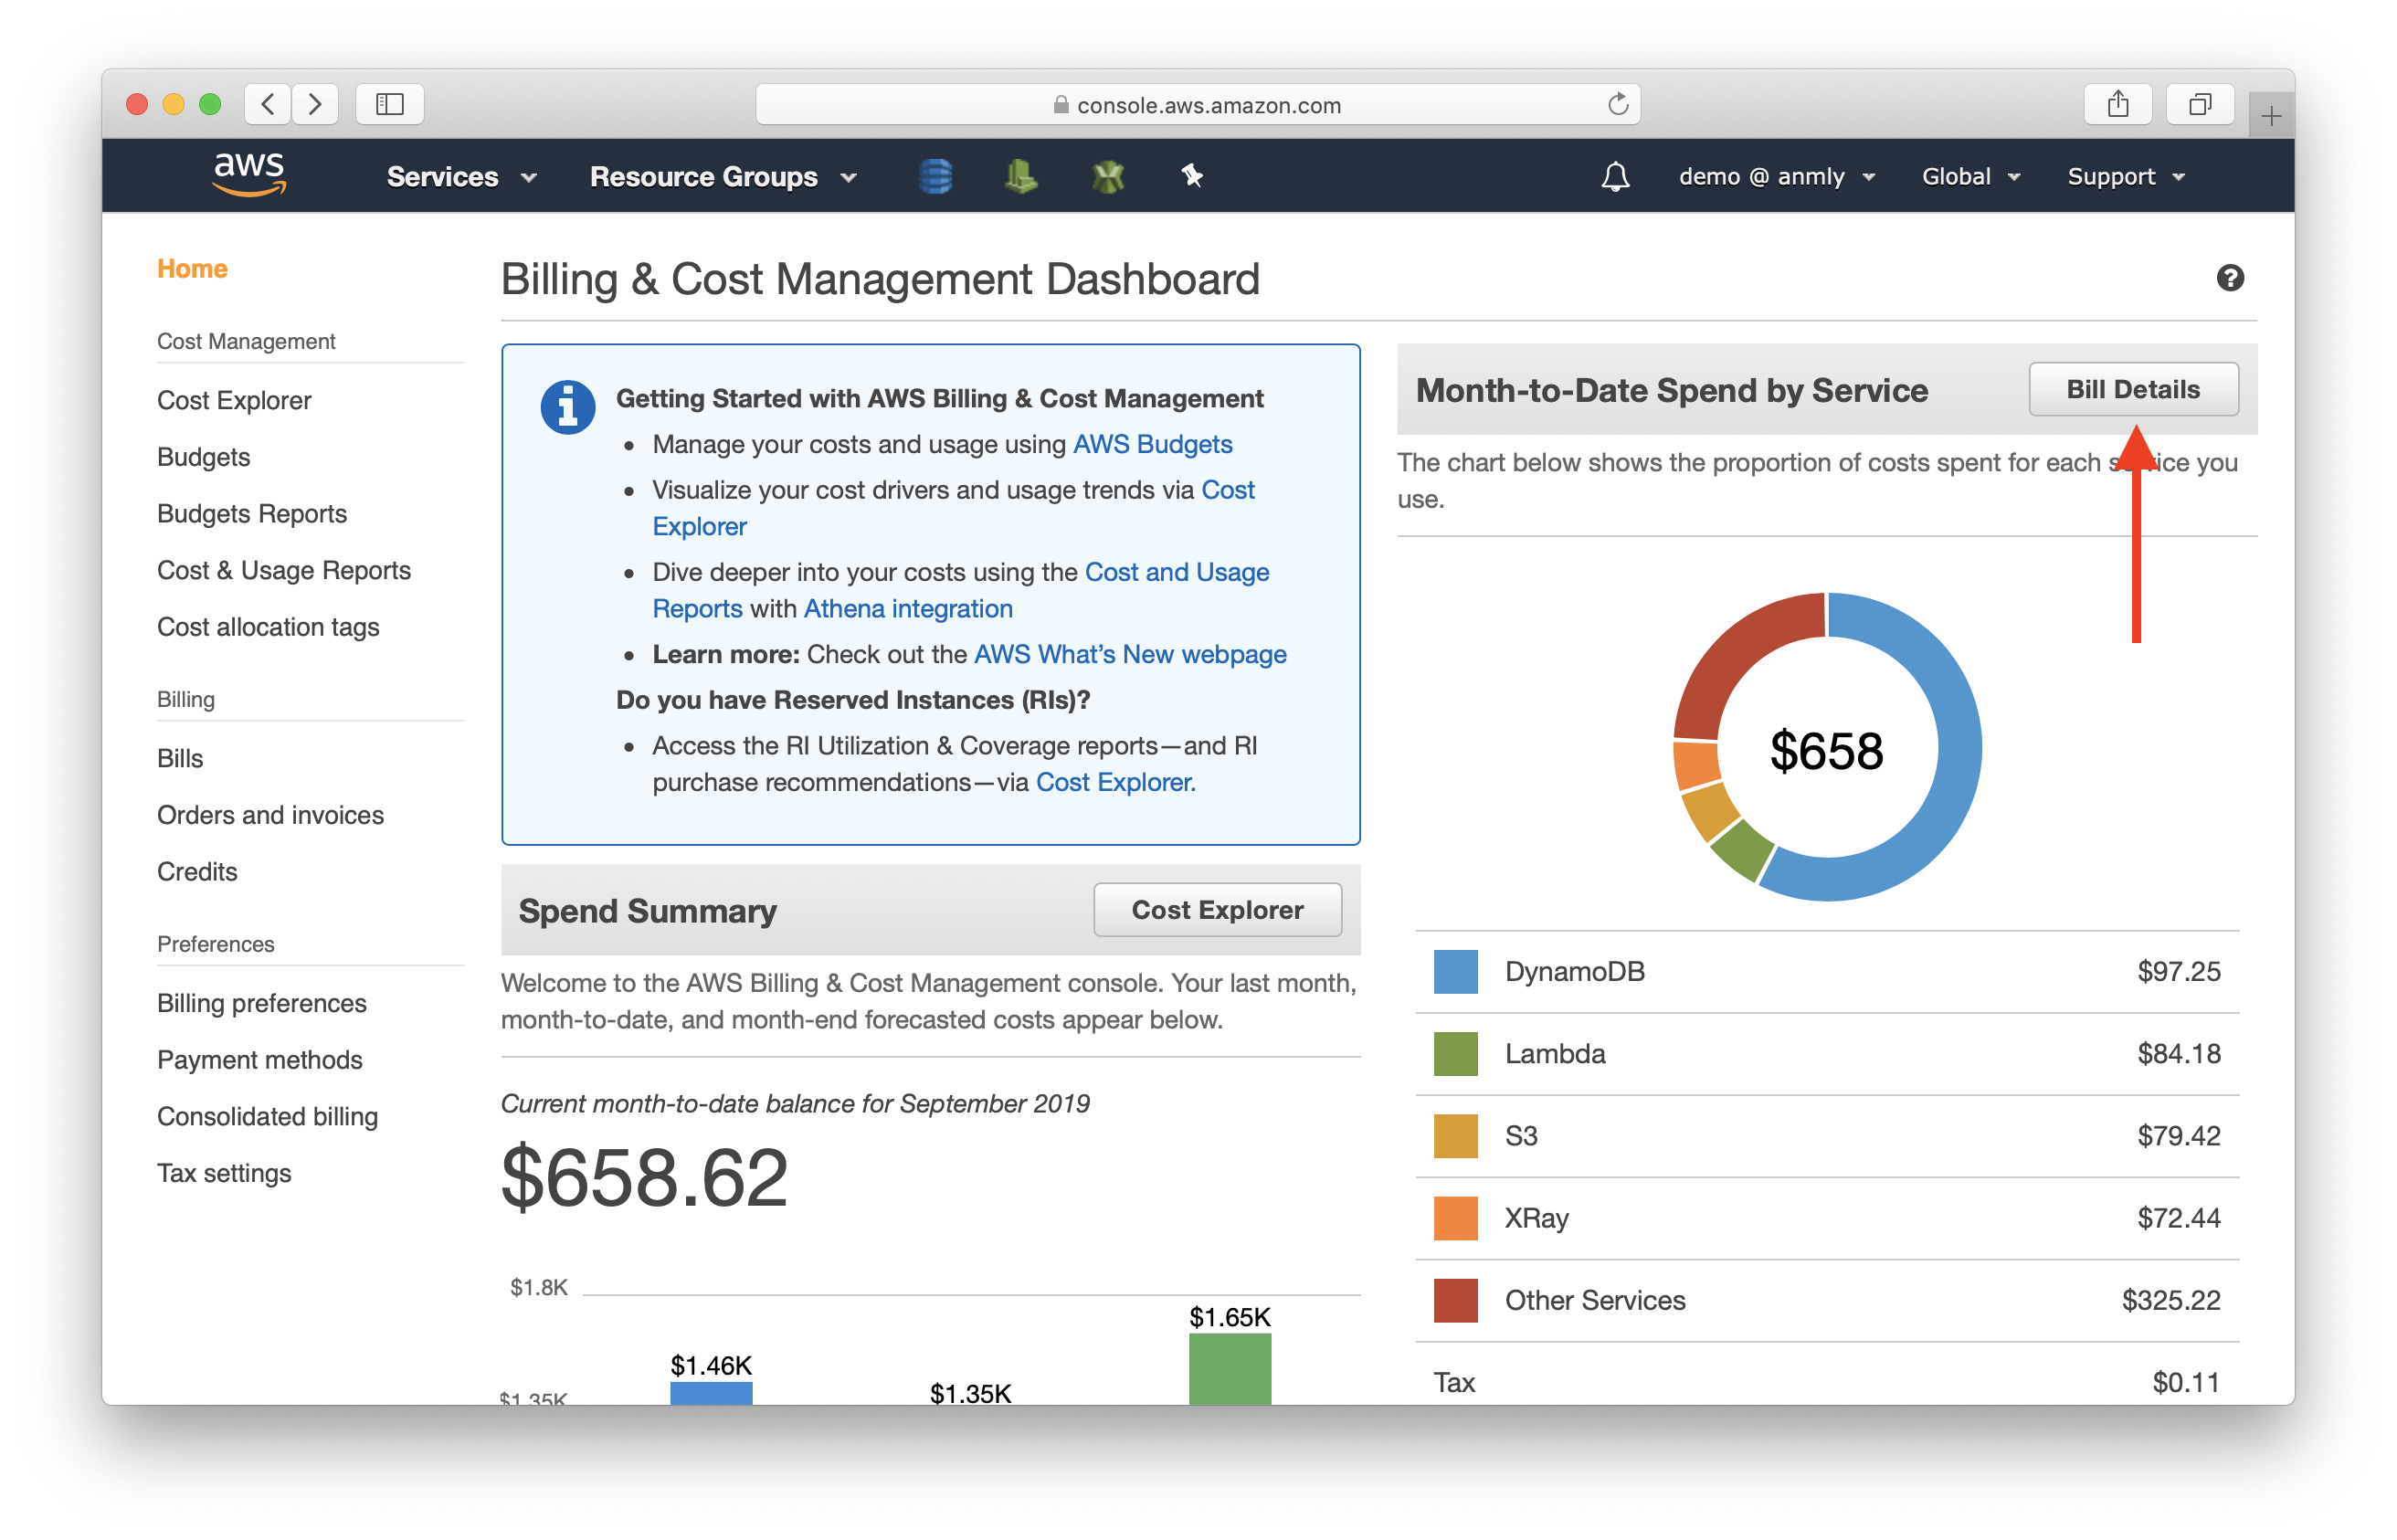 console.aws.amazon.com
aws
Services
Resource Groups
demo @ anmly
Global
Support
Home
Cost Management
Cost Explorer
Budgets
Budgets Reports
Cost & Usage Reports
Cost allocation tags
Billing
Bills
Orders and invoices
Credits
Preferences
Billing preferences
Payment methods
Consolidated billing
Tax settings
Billing & Cost Management Dashboard
Getting Started with AWS Billing & Cost Management
• Manage your costs and usage using AWS Budgets
• Visualize your cost drivers and usage trends via Cost
Explorer
• Dive deeper into your costs using the Cost and Usage
Reports with Athena integration
• Learn more: Check out the AWS What's New webpage
Do you have Reserved Instances (RIs)?
• Access the RI Utilization & Coverage reports—and RI
purchase recommendations—via Cost Explorer.
Spend Summary
Cost Explorer
Welcome to the AWS Billing & Cost Management console. Your last month,
month-to-date, and month-end forecasted costs appear below.
Current month-to-date balance for September 2019
$658.62
$1.8K
$1.65K
$1.46K
$1.35K
$1.35K
Month-to-Date Spend by Service
Bill Details
The chart below shows the proportion of costs spent for each service you
use.
$658
DynamoDB $97.25
Lambda $84.18
S3 $79.42
XRay $72.44
Other Services $325.22
Tax $0.11